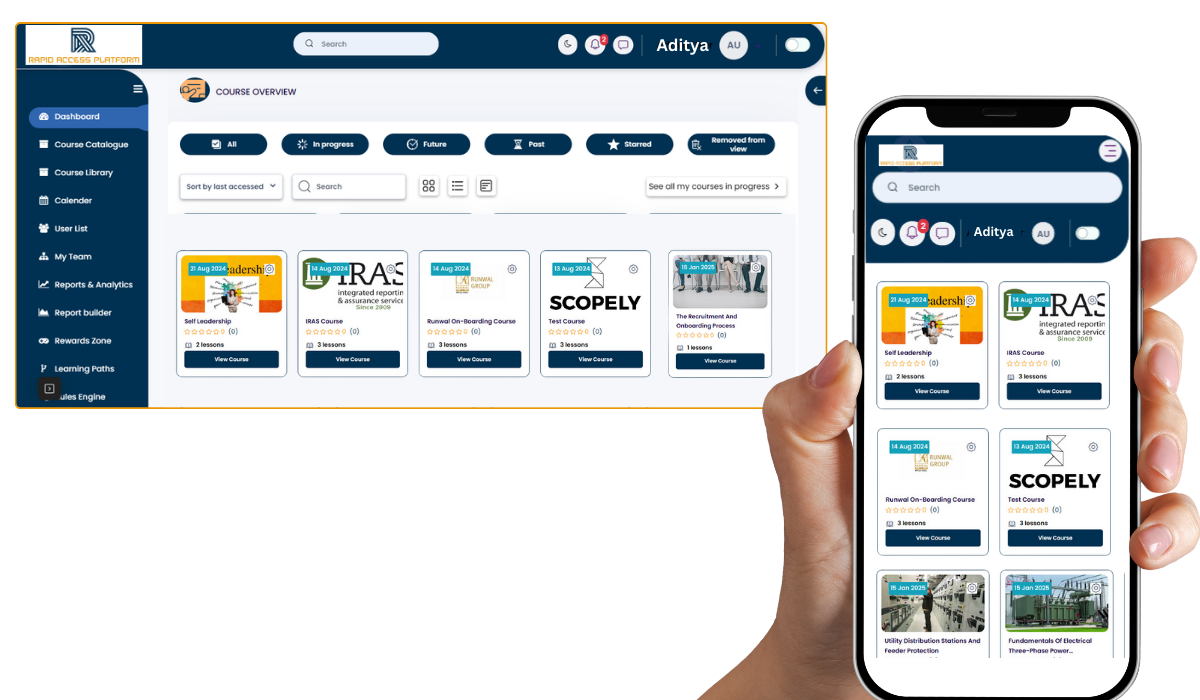 RAPID ACCESS PLATFORM
Search
2
Aditya
AU
COURSE OVERVIEW
Dashboard
Course Catalogue
Course Library
Calender
User List
My Team
Reports & Analytics
Report builder
Rewards Zone
Learning Paths
ules Engine
All
In progress
Future
Past
Starred
Removed from
view
Sort by last accessed
Search
See all my courses in progress
21 Aug 2024
adership
Self Leadership
(0)
2 lessons
View Course
14 Aug 2024
IRAS
integrated reportin
& assurance service
Since 2009
IRAS Course
(0)
3 lessons
View Course
14 Aug 2024
RUNWAL
GROUP
Runwal On-Boarding Course
(0)
3 lessons
View Course
13 Aug 2024
SCOPELY
Test Course
(0)
3 lessons
View Course
16 Jan 2025
The Recruitment And
Onboarding Process
(0)
1 lessons
View Course
RAPID ACCESS PLATFORM
Search
2
Aditya
AU
21 Aug 2024
adership
Self Leadership
(0)
2 lessons
View Course
14 Aug 2024
IRAS
integrated reportin
& assurance service
Since 2009
IRAS Course
(0)
3 lessons
View Course
14 Aug 2024
RUNWAL
GROUP
Runwal On-Boarding Course
(0)
3 lessons
View Course
13 Aug 2024
SCOPELY
Test Course
(0)
3 lessons
View Course
15 Jan 2025
Utility Distribution Stations And
Feeder Protection
15 Jan 2025
Fundamentals Of Electrical
Three-Phase Power...